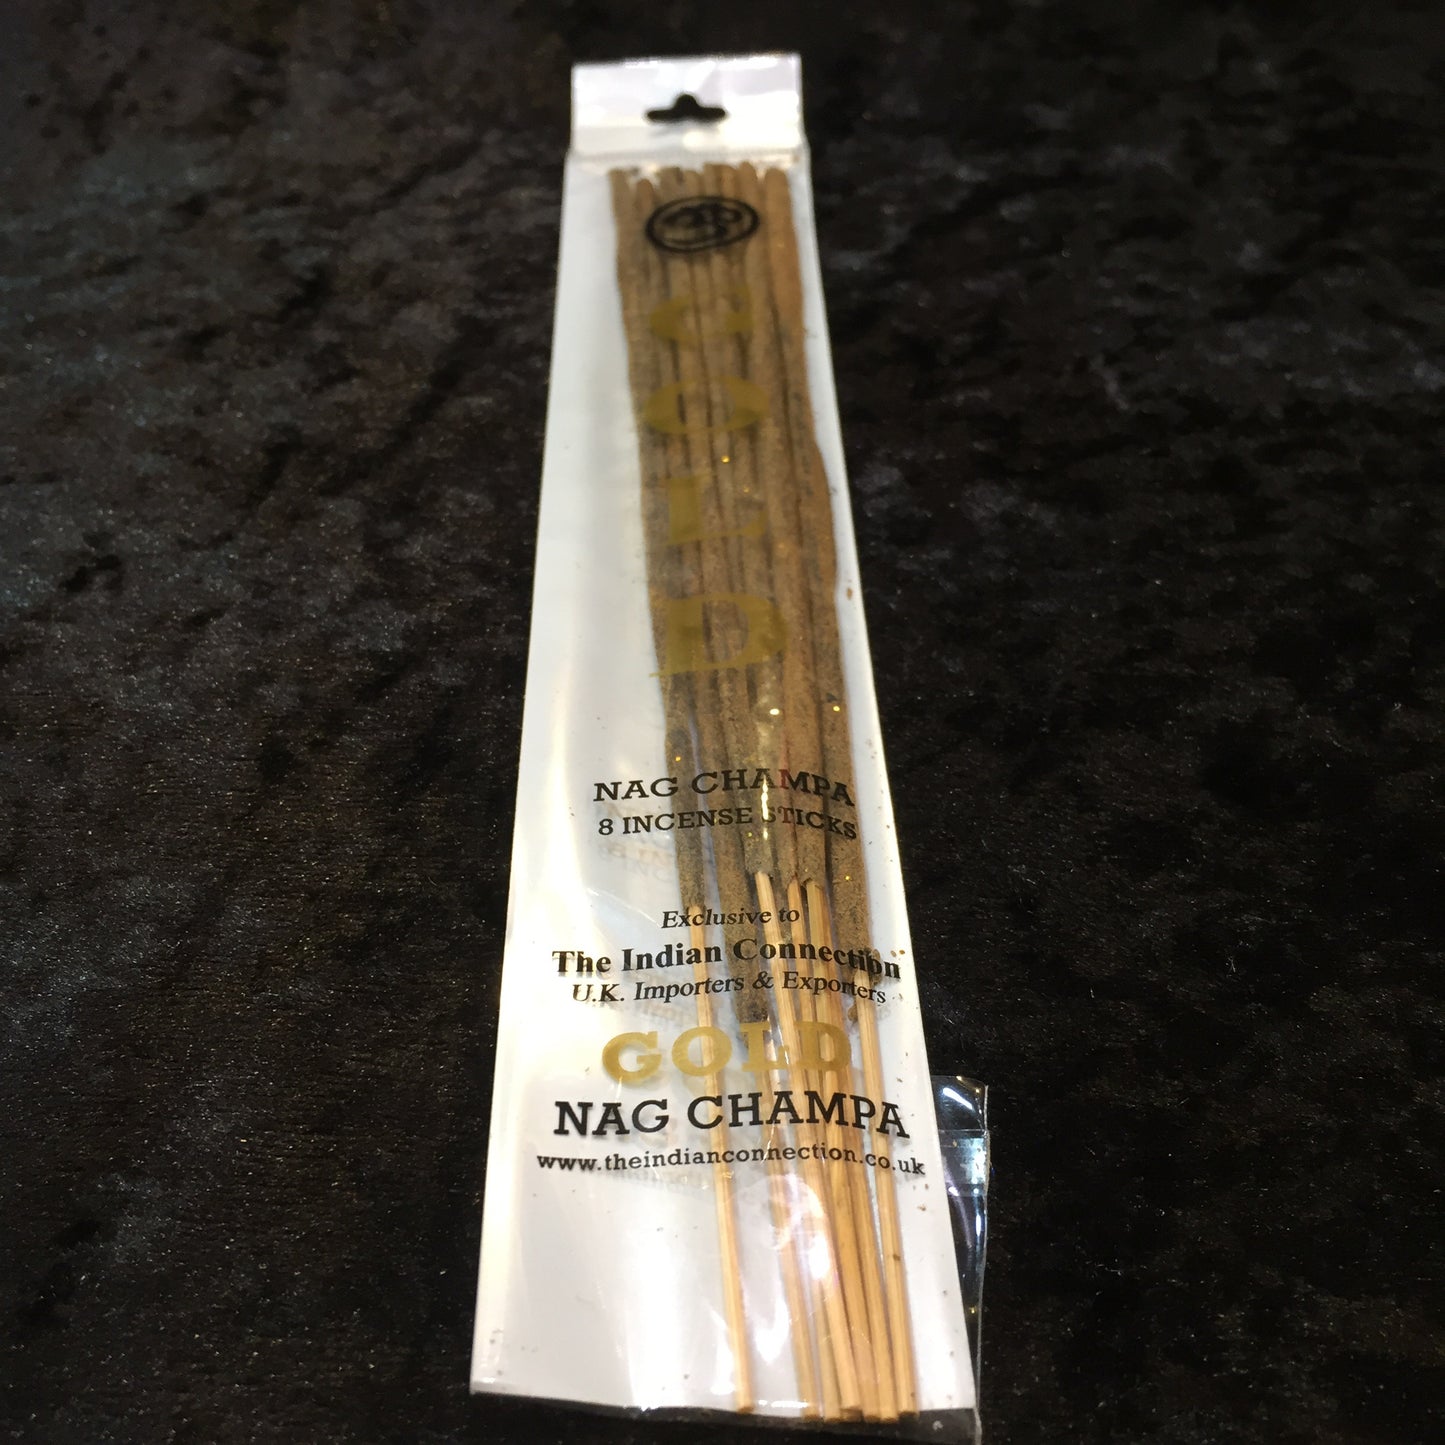 GOLD
NAG CHAMPA
8 INCENSE STICKS
Exclusive to
The Indian Connection
U.K. Importers & Exporters
GOLD
NAG CHAMPA
www.theindianconnection.co.uk